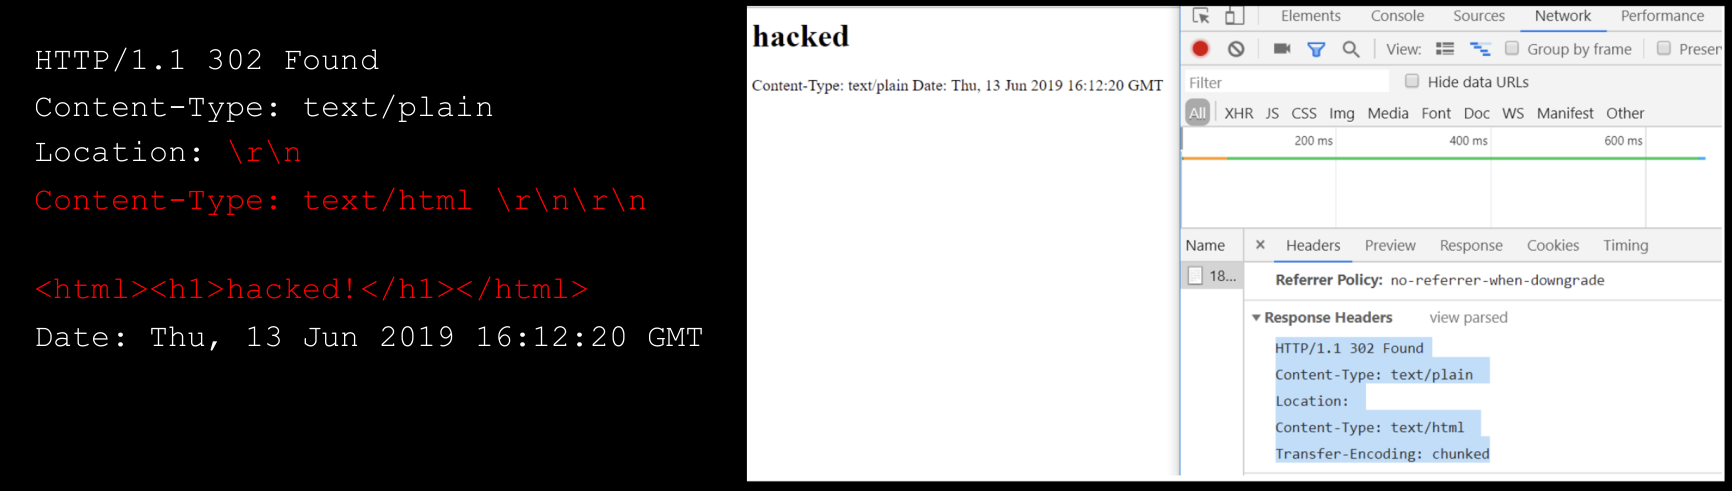 HTTP/1.1 302 Found
Content-Type: text/plain
Location: \r\n
Content-Type: text/html \r\n\r\n
<html><h1>hacked!</h1></html>
Date: Thu, 13 Jun 2019 16:12:20 GMT
hacked
Content-Type: text/plain Date: Thu, 13 Jun 2019 16:12:20 GMT
Elements Console Sources Network Performance
View: Group by frame Preser
Filter Hide data URLs
All XHR JS CSS Img Media Font Doc WS Manifest Other
200 ms 400 ms 600 ms
Name × Headers Preview Response Cookies Timing
18...
Referrer Policy: no-referrer-when-downgrade
Response Headers view parsed
HTTP/1.1 302 Found
Content-Type: text/plain
Location:
Content-Type: text/html
Transfer-Encoding: chunked